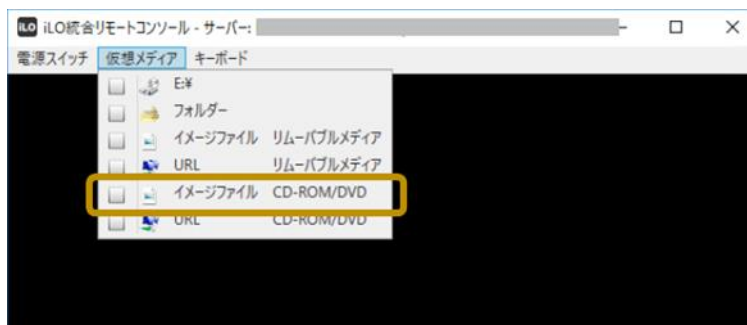 iLO iLO統合リモートコンソール - サーバー:
電源スイッチ 仮想メディア キーボード
E:¥
フォルダー
イメージファイル リムーバブルメディア
URL リムーバブルメディア
イメージファイル CD-ROM/DVD
URL CD-ROM/DVD